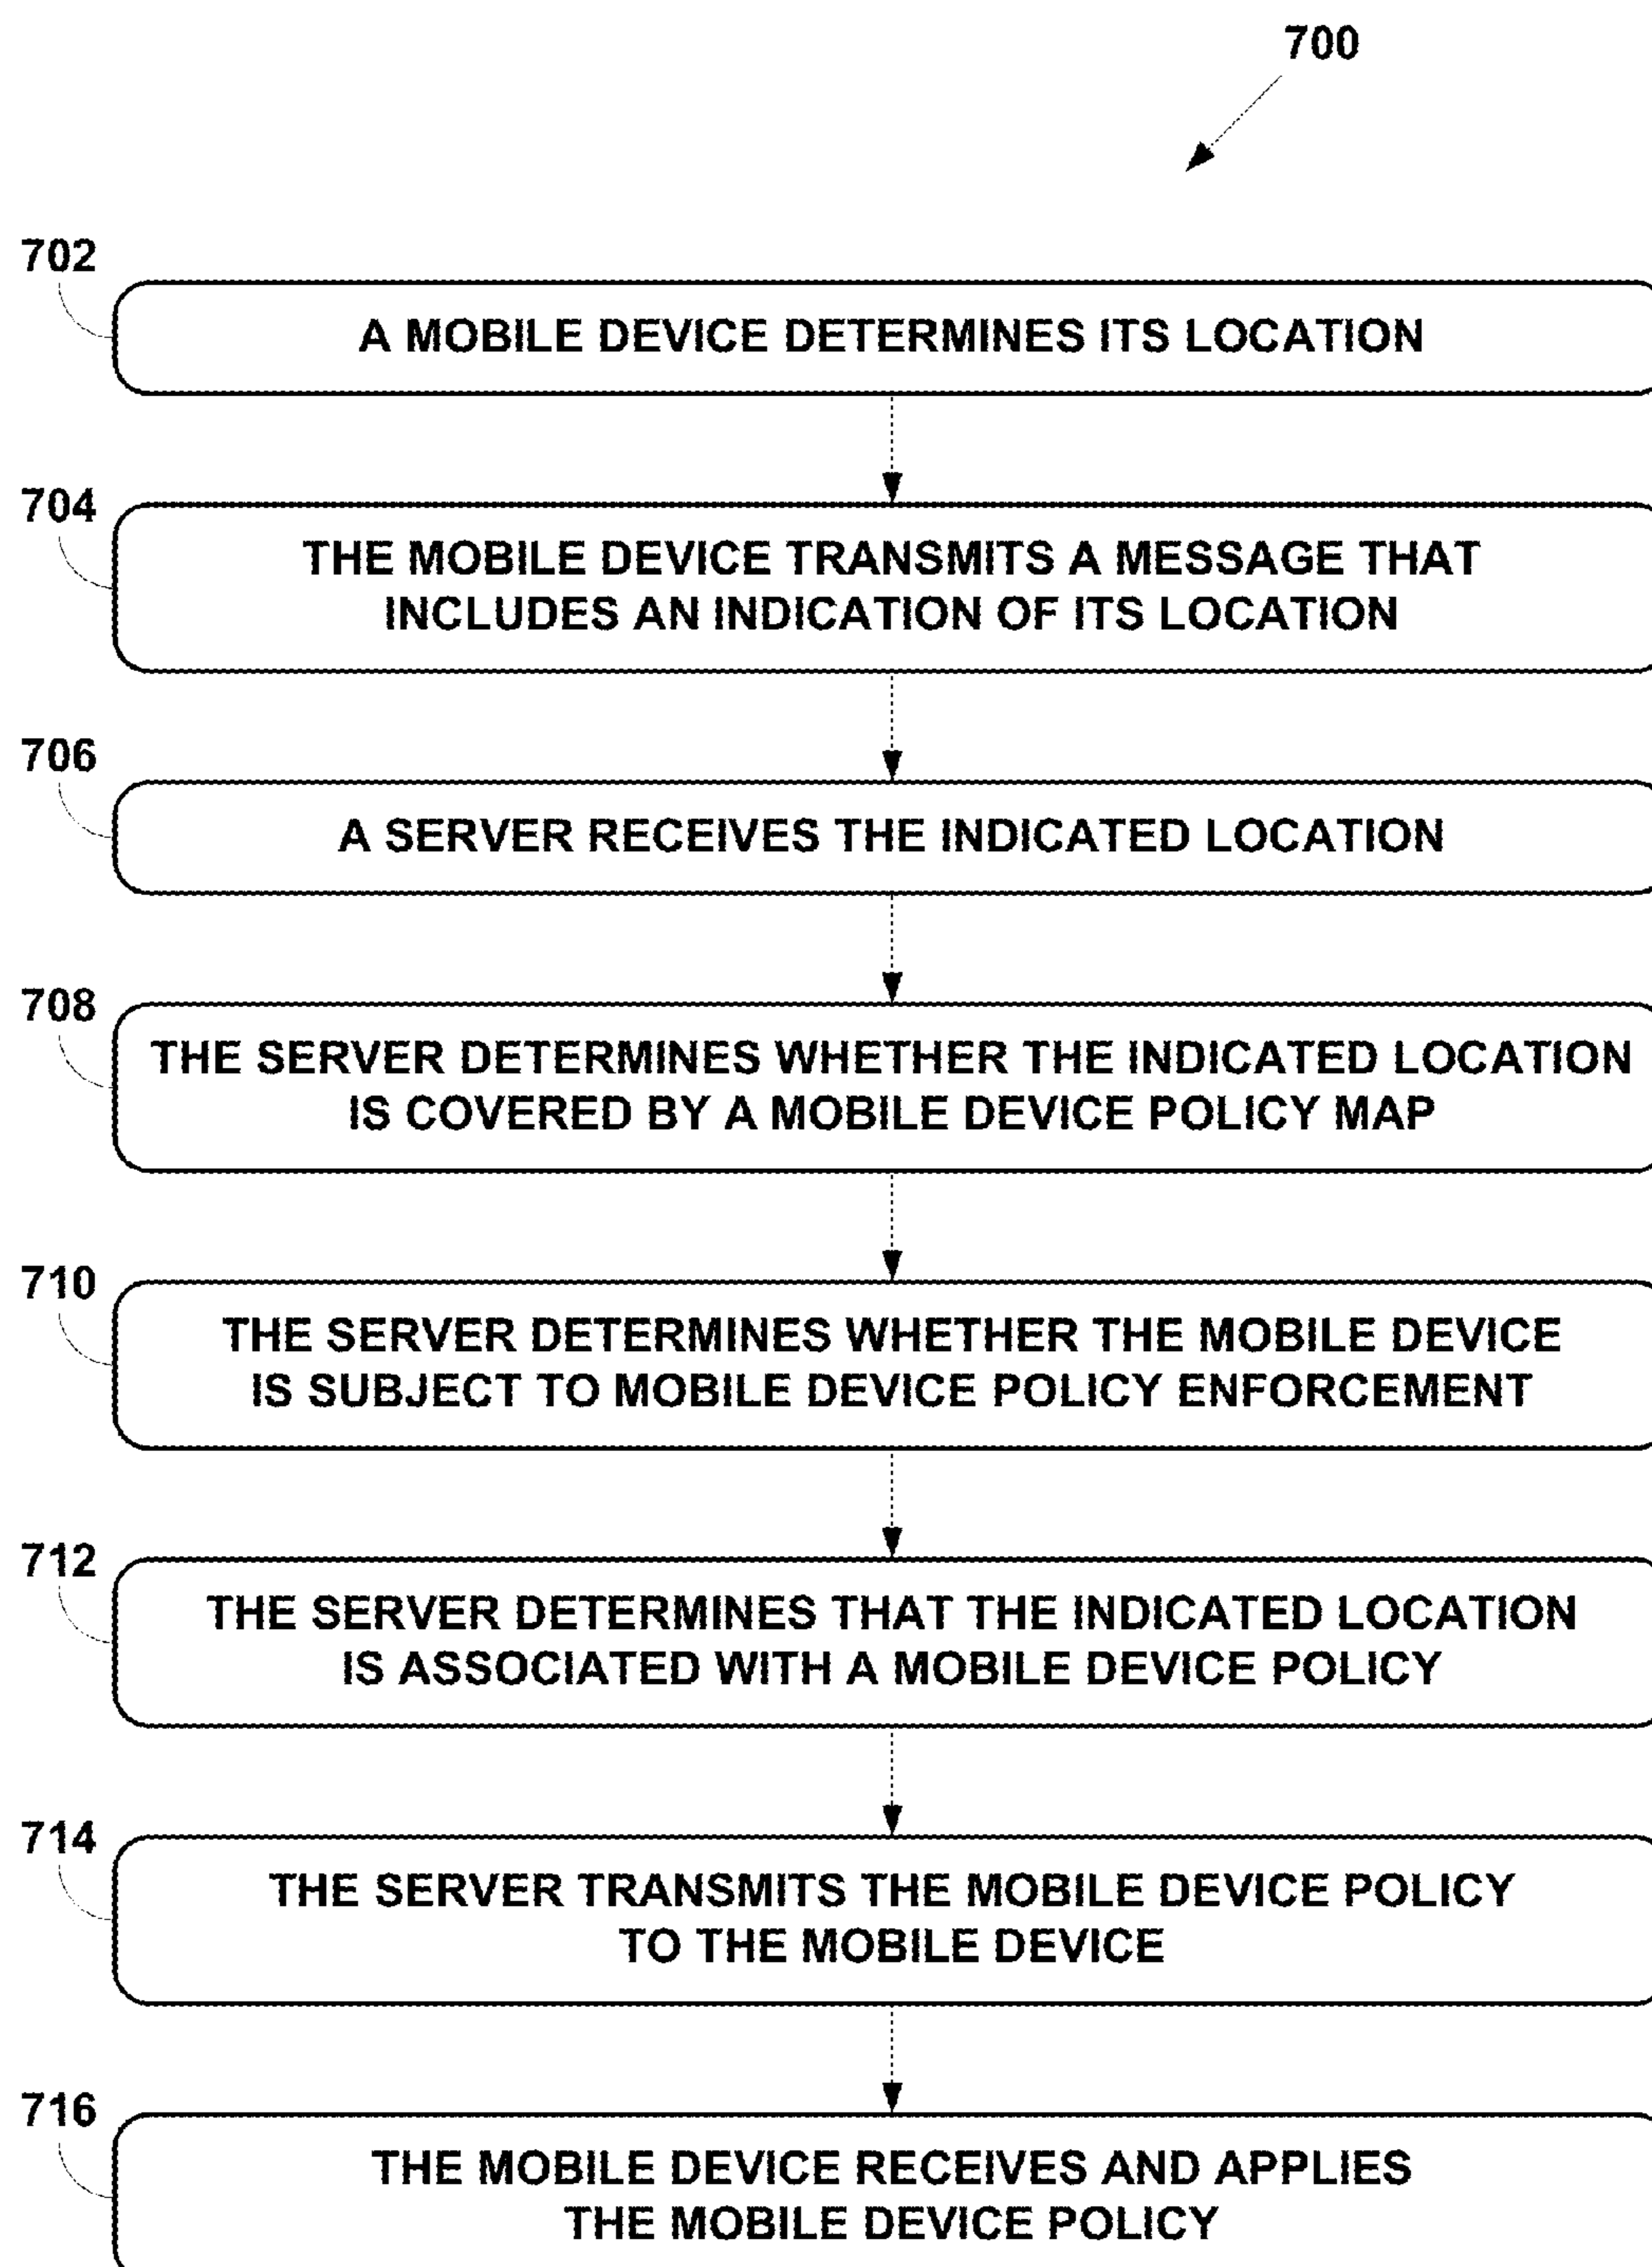 700
702
A MOBILE DEVICE DETERMINES ITS LOCATION
704
THE MOBILE DEVICE TRANSMITS A MESSAGE THAT
INCLUDES AN INDICATION OF ITS LOCATION
706
A SERVER RECEIVES THE INDICATED LOCATION
708
THE SERVER DETERMINES WHETHER THE INDICATED LOCATION
IS COVERED BY A MOBILE DEVICE POLICY MAP
710
THE SERVER DETERMINES WHETHER THE MOBILE DEVICE
IS SUBJECT TO MOBILE DEVICE POLICY ENFORCEMENT
712
THE SERVER DETERMINES THAT THE INDICATED LOCATION
IS ASSOCIATED WITH A MOBILE DEVICE POLICY
714
THE SERVER TRANSMITS THE MOBILE DEVICE POLICY
TO THE MOBILE DEVICE
716
THE MOBILE DEVICE RECEIVES AND APPLIES
THE MOBILE DEVICE POLICY